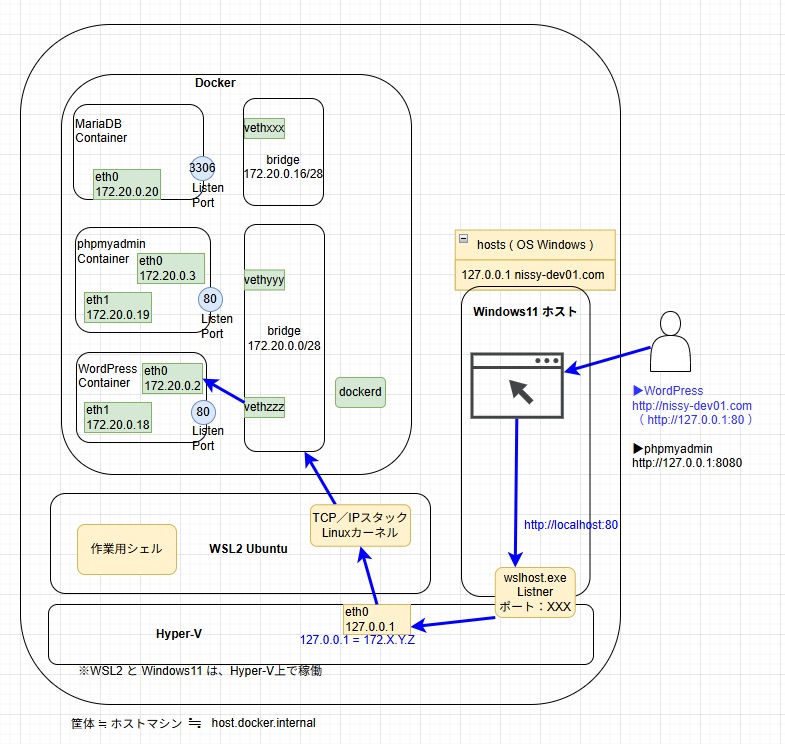 Docker
MariaDB
Container
eth0
172.20.0.20
3306
Listen
Port
vethxxx
bridge
172.20.0.16/28
phpmyadmin
Container
eth0
172.20.0.3
eth1
172.20.0.19
80
Listen
Port
vethyyy
bridge
172.20.0.0/28
WordPress
Container
eth0
172.20.0.2
eth1
172.20.0.18
80
Listen
Port
vethzzz
dockerd
hosts ( OS Windows )
127.0.0.1 nissy-dev01.com
Windows11 ホスト
▶WordPress
http://nissy-dev01.com
( http://127.0.0.1:80 )
▶phpmyadmin
http://127.0.0.1:8080
http://localhost:80
TCP／IPスタック
Linuxカーネル
作業用シェル
WSL2 Ubuntu
wslhost.exe
Listner
ポート：XXX
eth0
127.0.0.1
127.0.0.1 = 172.X.Y.Z
Hyper-V
※WSL2 と Windows11 は、Hyper-V上で稼働
筐体 ≒ ホストマシン ≒ host.docker.internal